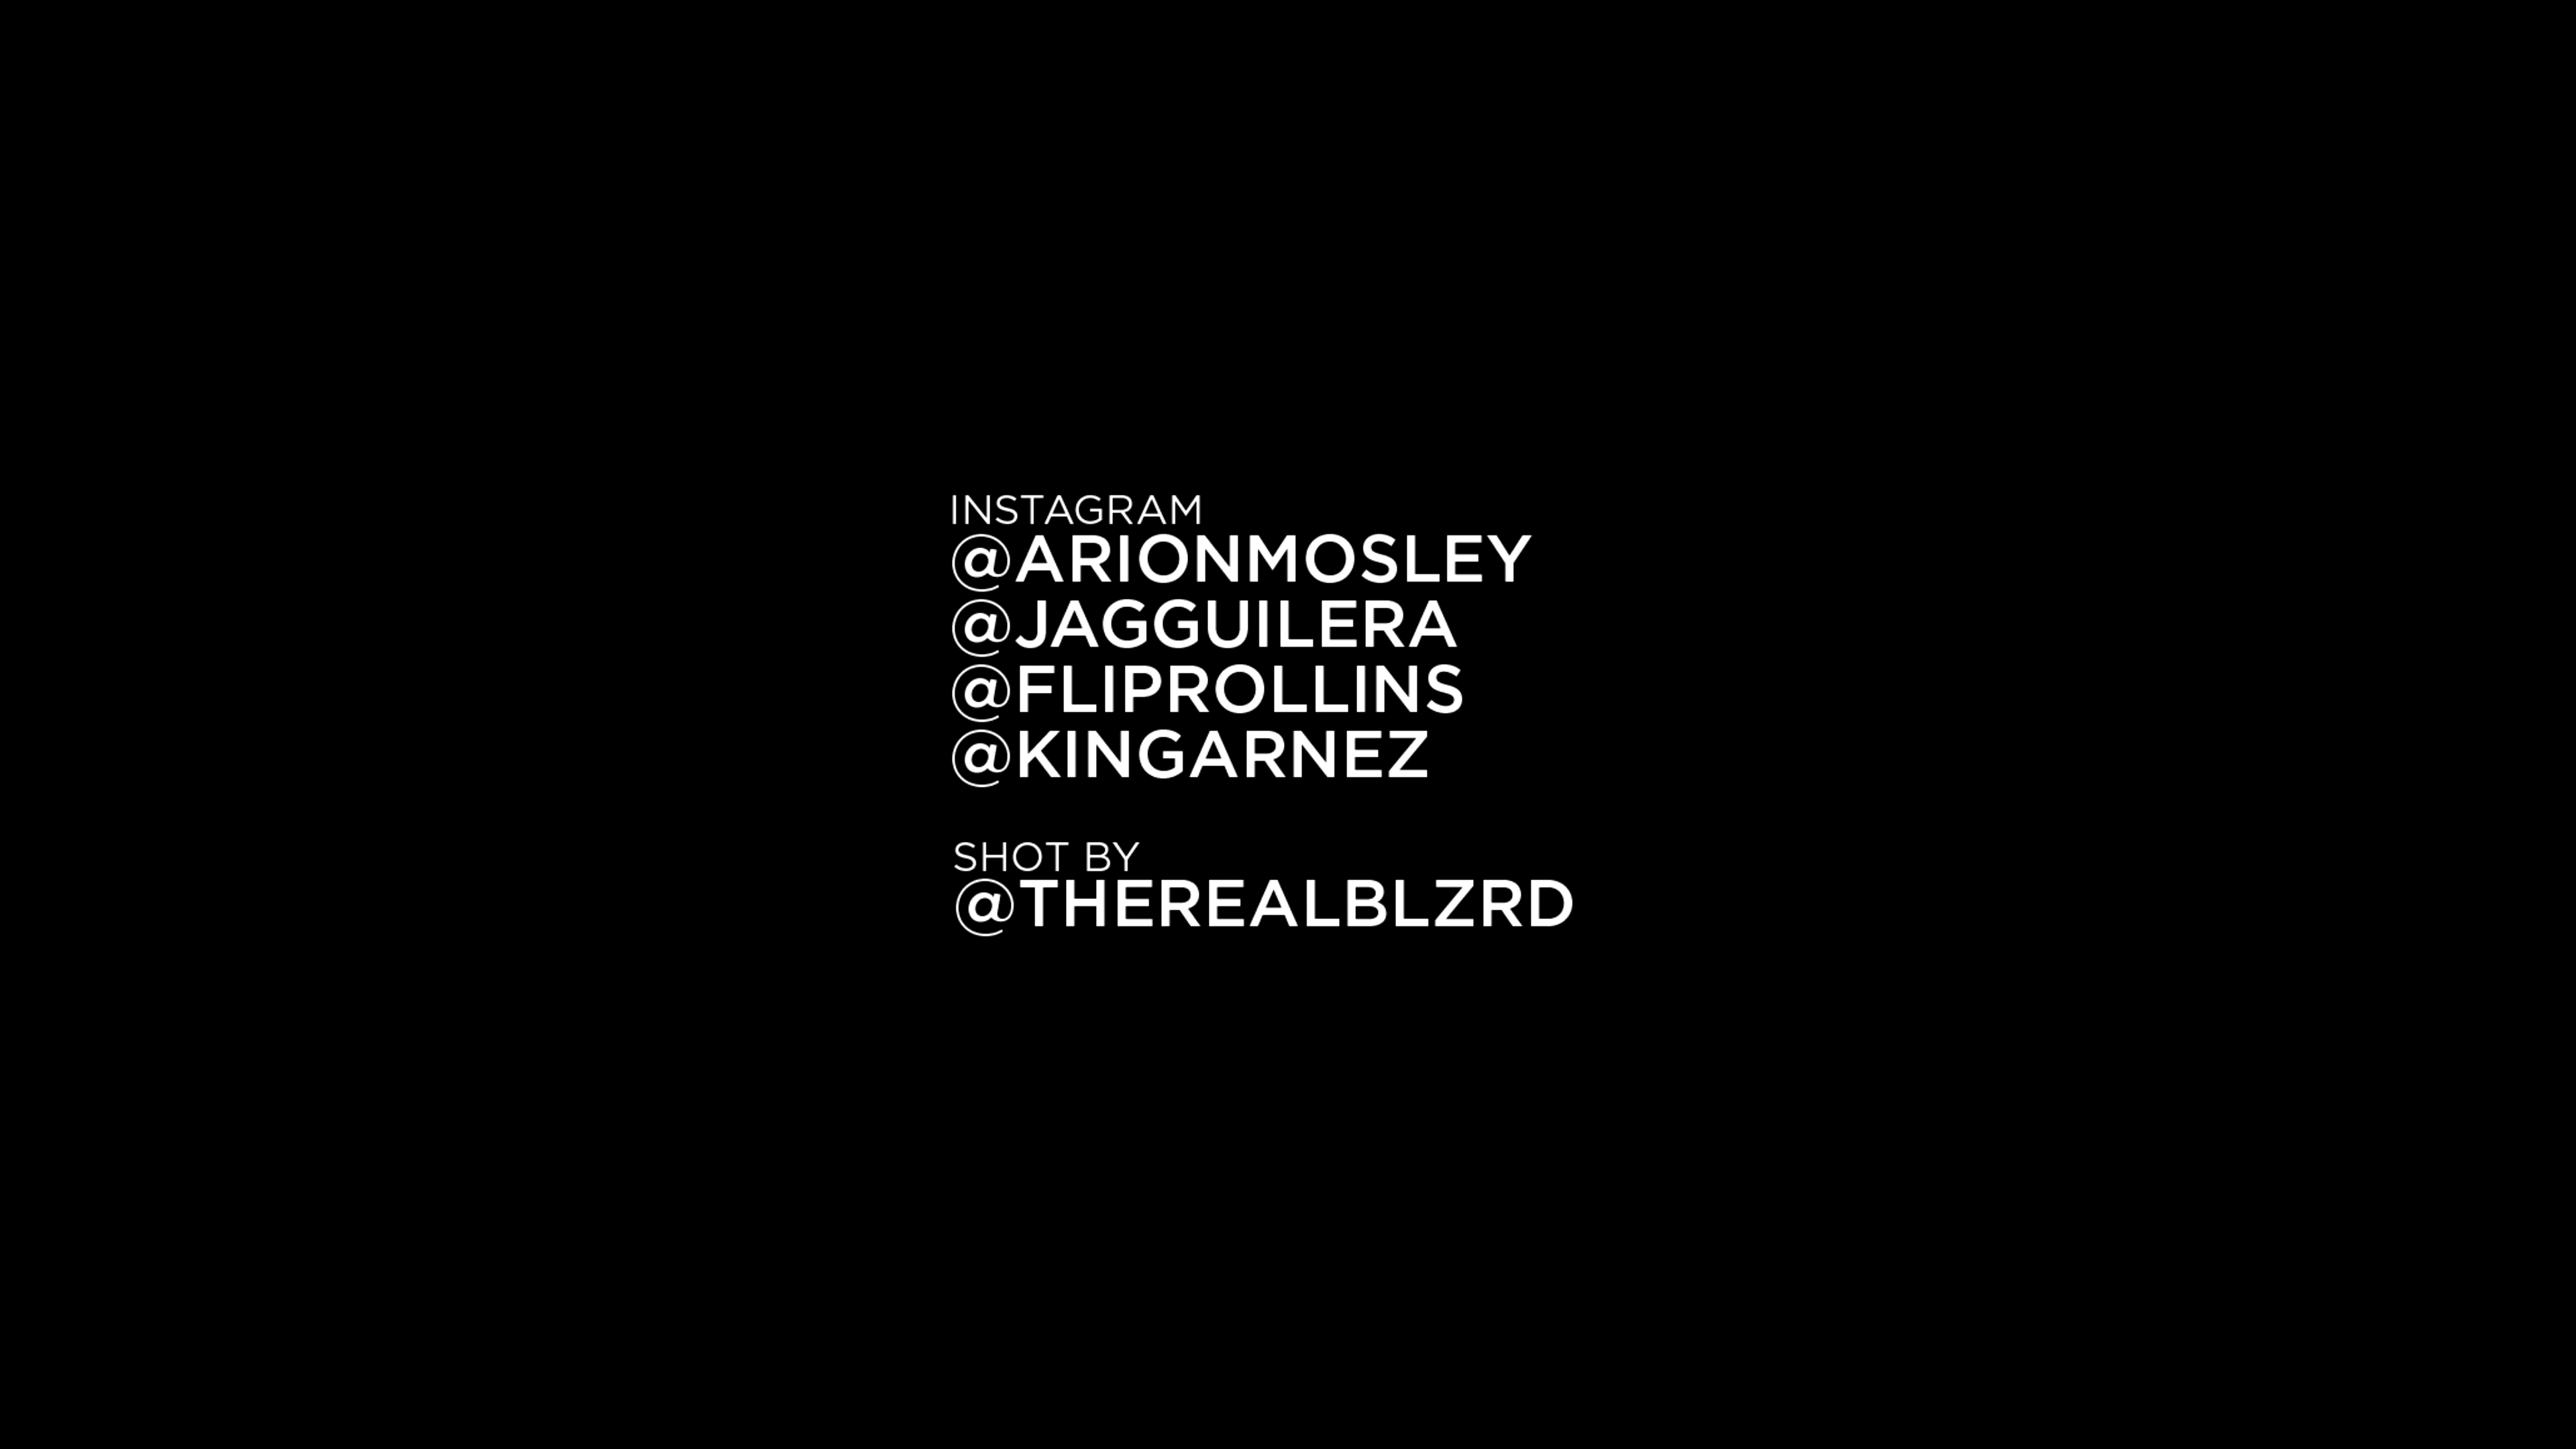 INSTAGRAM
@ARIONMOSLEY
@JAGGUILERA
@FLIPROLLINS
@KINGARNEZ
SHOT BY
@THEREALBLZRD